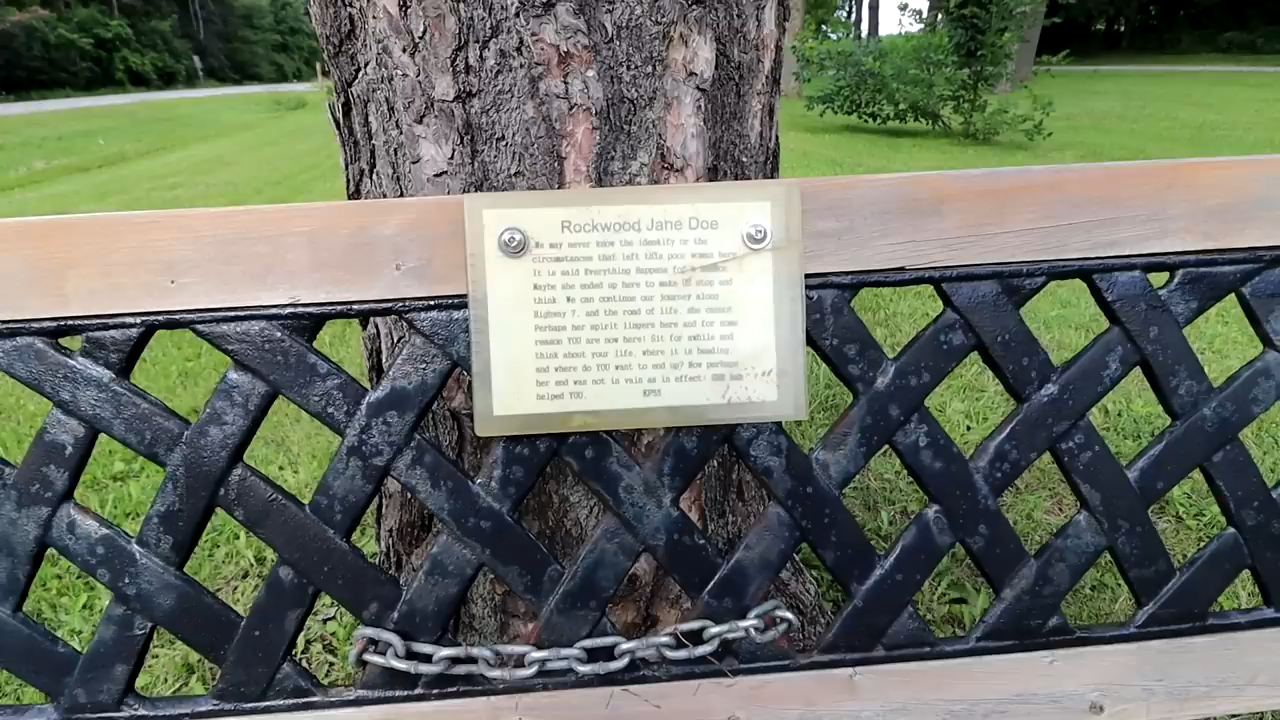 Rockwood Jane Doe
We may never know the identity or the
circumstances that left this poor woman here.
It is said Everything Happens for a
Maybe she ended up here to make US stop and
think. We can continue our journey along
Highway 7, and the road of life, she cannot
Perhaps her spirit lingers here and for some
reason YOU are now here! Sit for awhile and
think about your life, where it is heading,
and where do YOU want to end up? Now perhaps
her end was not in vain as in effect:
helped YOU.